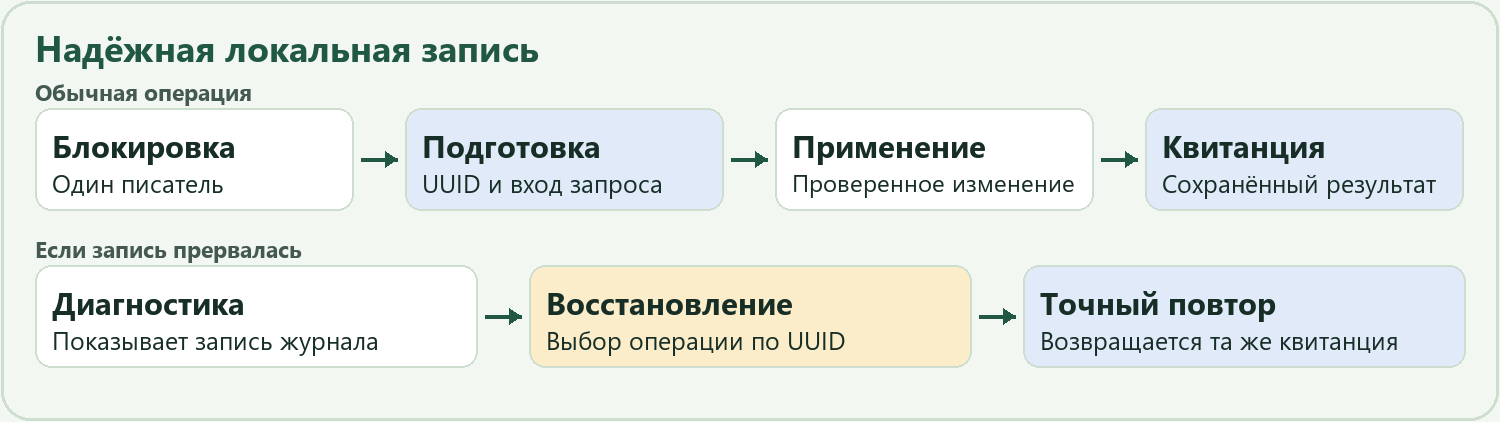 Надёжная локальная запись
Обычная операция
Блокировка
Один писатель
Подготовка
UUID и вход запроса
Применение
Проверенное изменение
Квитанция
Сохранённый результат
Если запись прервалась
Диагностика
Показывает запись журнала
Восстановление
Выбор операции по UUID
Точный повтор
Возвращается та же квитанция